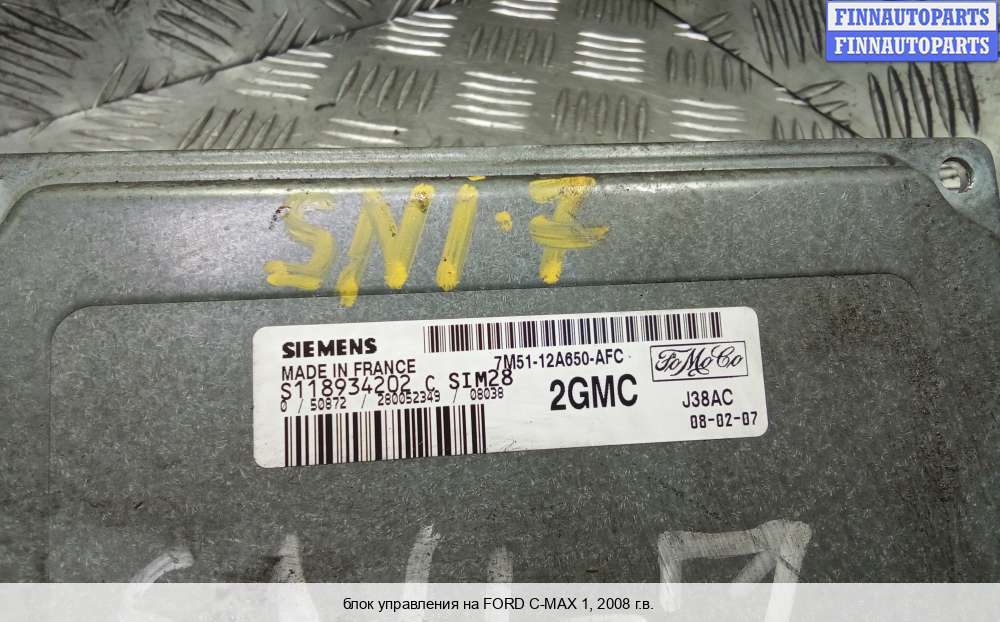 FINNAUTOPARTS
FINNAUTOPARTS
SNi-7
SIEMENS
MADE IN FRANCE
7M51-12A650-AFC
FoMoCo
S118934202 C SIM28
0 / 50872 / 280052349 / 08038
2GMC
J38AC
08-02-07
блок управления на FORD C-MAX 1, 2008 г.в.